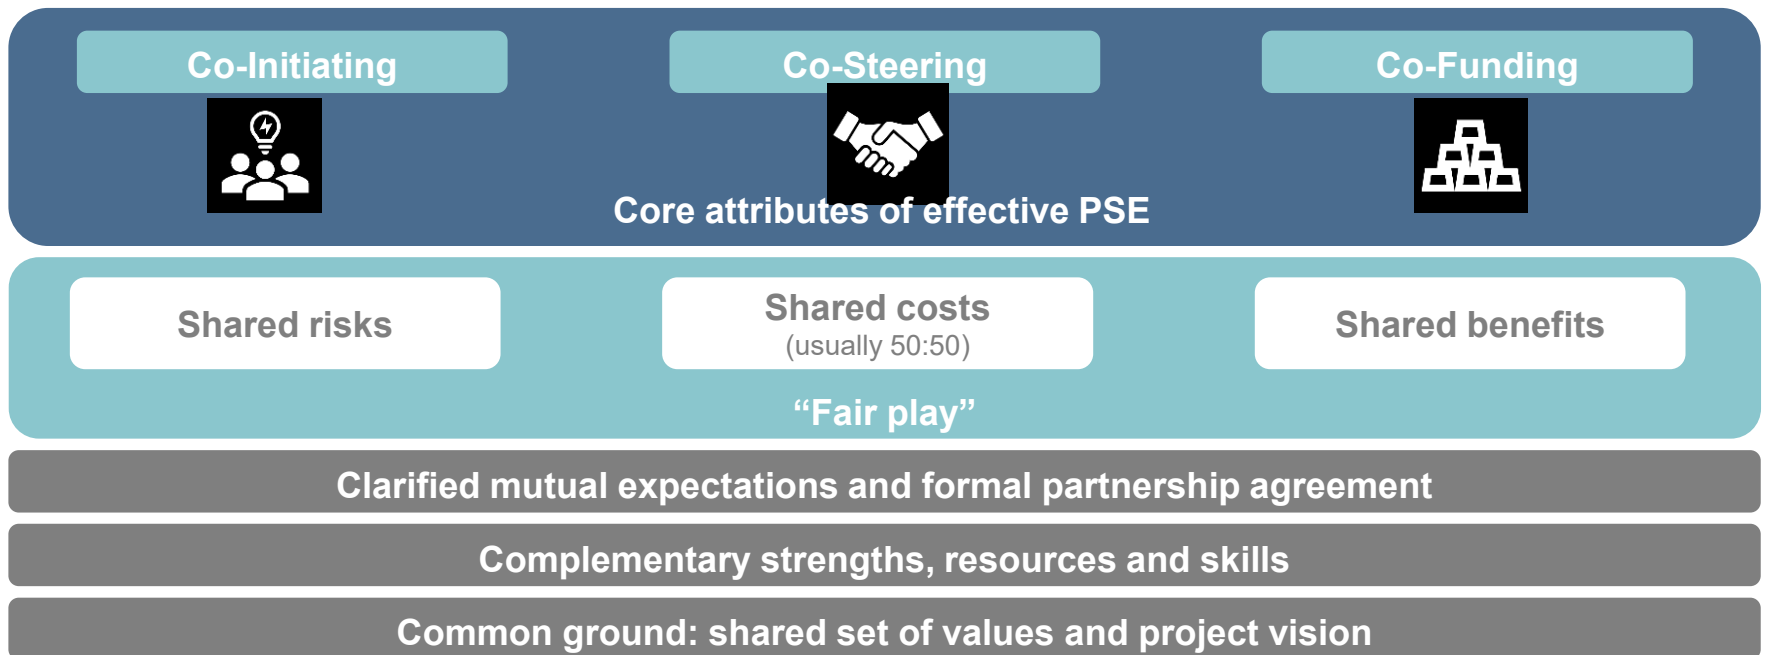 Co-Initiating
Co-Steering
Co-Funding
Core attributes of effective PSE
Shared risks
Shared costs
(usually 50:50)
Shared benefits
“Fair play”
Clarified mutual expectations and formal partnership agreement
Complementary strengths, resources and skills
Common ground: shared set of values and project vision